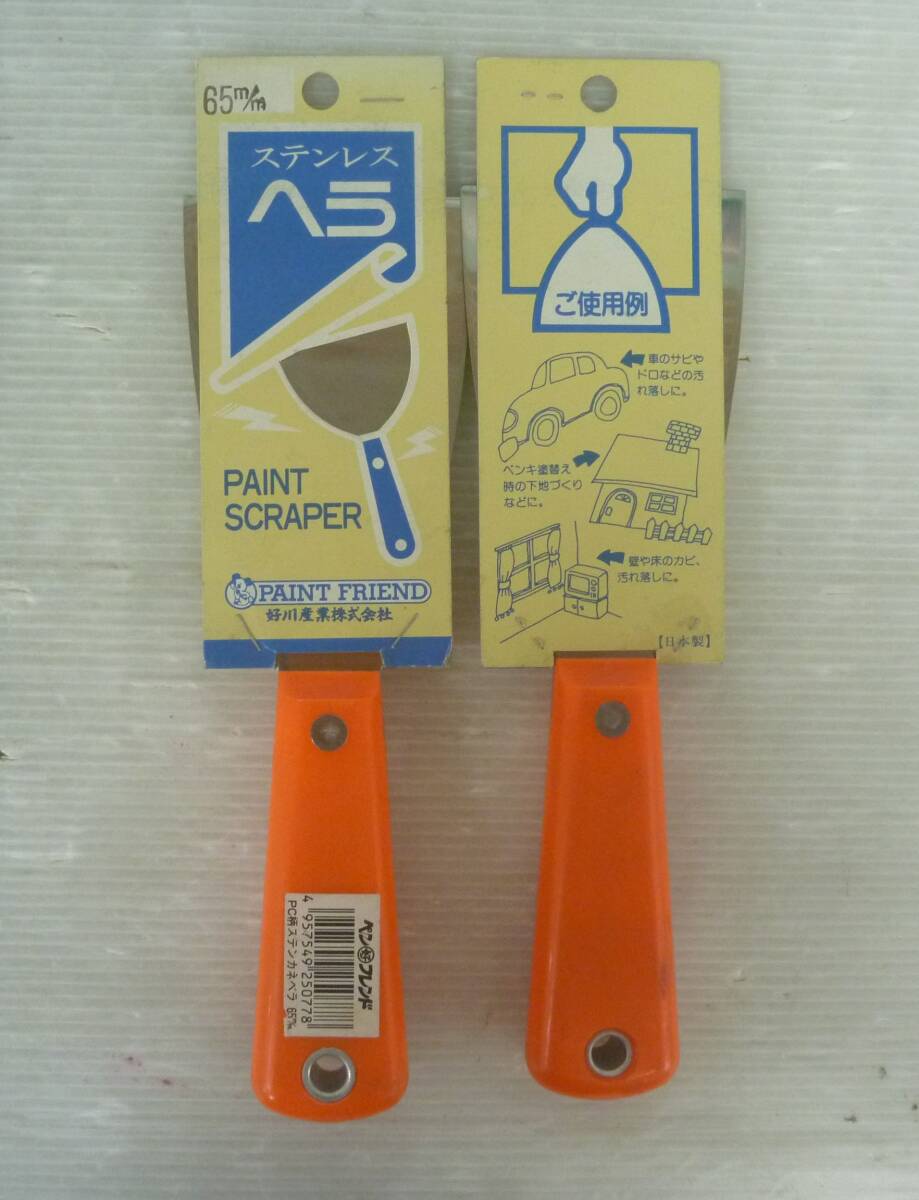 65m/m
ステンレス
ヘラ
PAINT
SCRAPER
PAINT FRIEND
好川産業株式会社
ペン好フレンド
4 957549 250778
PC柄ステンカネベラ 65m/m
ご使用例
車のサビや
ドロなどの汚
れ落しに。
ペンキ塗替え
時の下地づくり
などに。
壁や床のカビ、
汚れ落しに。
【日本製】